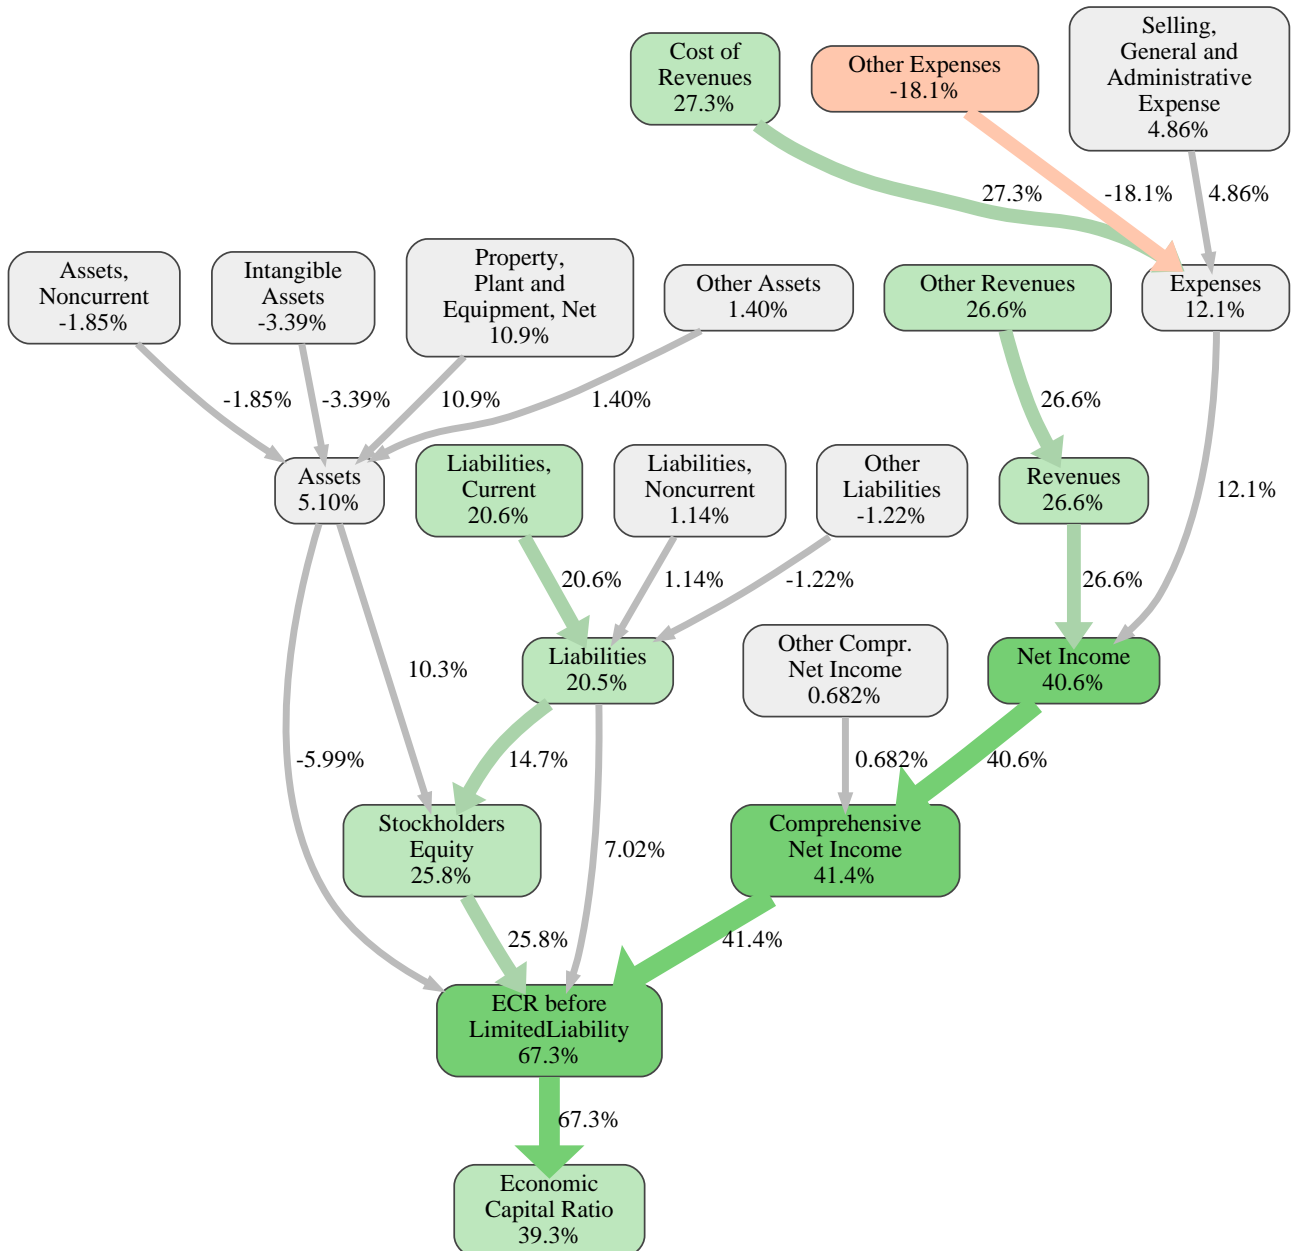 Cost of
Revenues
27.3%
Other Expenses
-18.1%
Selling,
General and
Administrative
Expense
4.86%
27.3%
-18.1%
4.86%
Assets,
Noncurrent
-1.85%
Intangible
Assets
-3.39%
Property,
Plant and
Equipment, Net
10.9%
Other Assets
1.40%
Other Revenues
26.6%
Expenses
12.1%
-1.85%
-3.39%
10.9%
1.40%
26.6%
Assets
5.10%
Liabilities,
Current
20.6%
Liabilities,
Noncurrent
1.14%
Other
Liabilities
-1.22%
Revenues
26.6%
12.1%
20.6%
1.14%
-1.22%
26.6%
10.3%
Liabilities
20.5%
Other Compr.
Net Income
0.682%
Net Income
40.6%
-5.99%
14.7%
0.682%
40.6%
Stockholders
Equity
25.8%
7.02%
Comprehensive
Net Income
41.4%
25.8%
41.4%
ECR before
LimitedLiability
67.3%
67.3%
Economic
Capital Ratio
39.3%